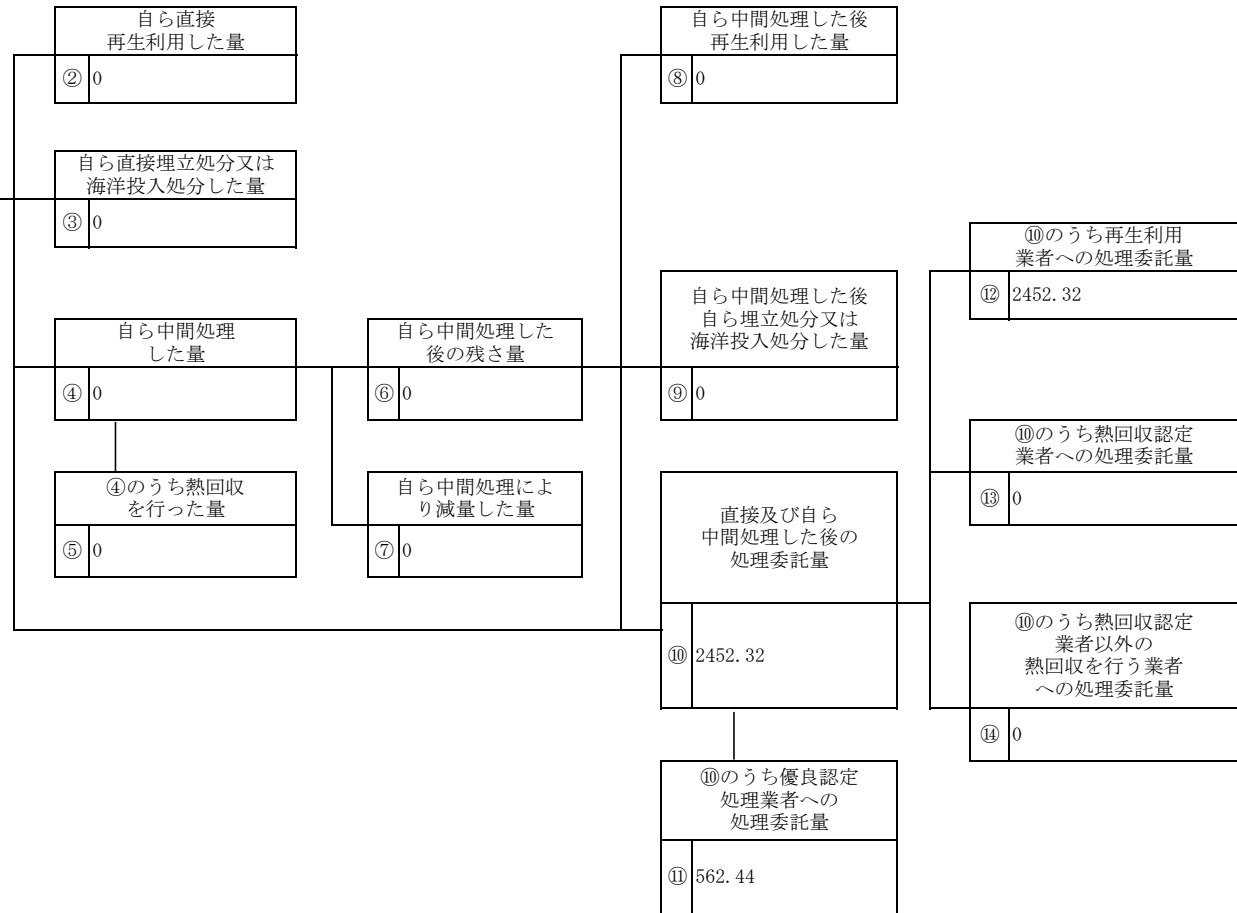 自ら直接
再生利用した量
② 0
自ら直接埋立処分又は
海洋投入処分した量
③ 0
自ら中間処理
した量
④ 0
④のうち熱回収
を行った量
⑤ 0
自ら中間処理した
後の残さ量
⑥ 0
自ら中間処理によ
り減量した量
⑦ 0
自ら中間処理した後
再生利用した量
⑧ 0
自ら中間処理した後
自ら埋立処分又は
海洋投入処分した量
⑨ 0
直接及び自ら
中間処理した後の
処理委託量
⑩ 2452.32
⑩のうち優良認定
処理業者への
処理委託量
⑪ 562.44
⑩のうち再生利用
業者への処理委託量
⑫ 2452.32
⑩のうち熱回収認定
業者への処理委託量
⑬ 0
⑩のうち熱回収認定
業者以外の
熱回収を行う業者
への処理委託量
⑭ 0